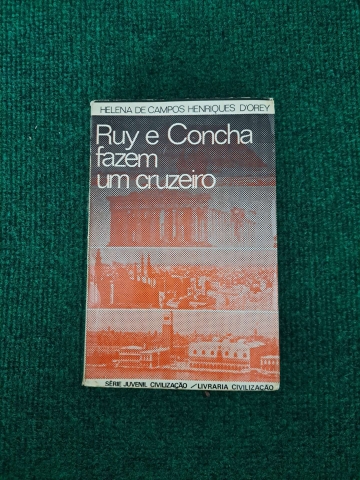 HELENA DE CAMPOS HENRIQUES D'OREY
Ruy e Concha
fazem
um cruzeiro
SÉRIE JUVENIL CIVILIZAÇÃO / LIVRARIA CIVILIZAÇÃO